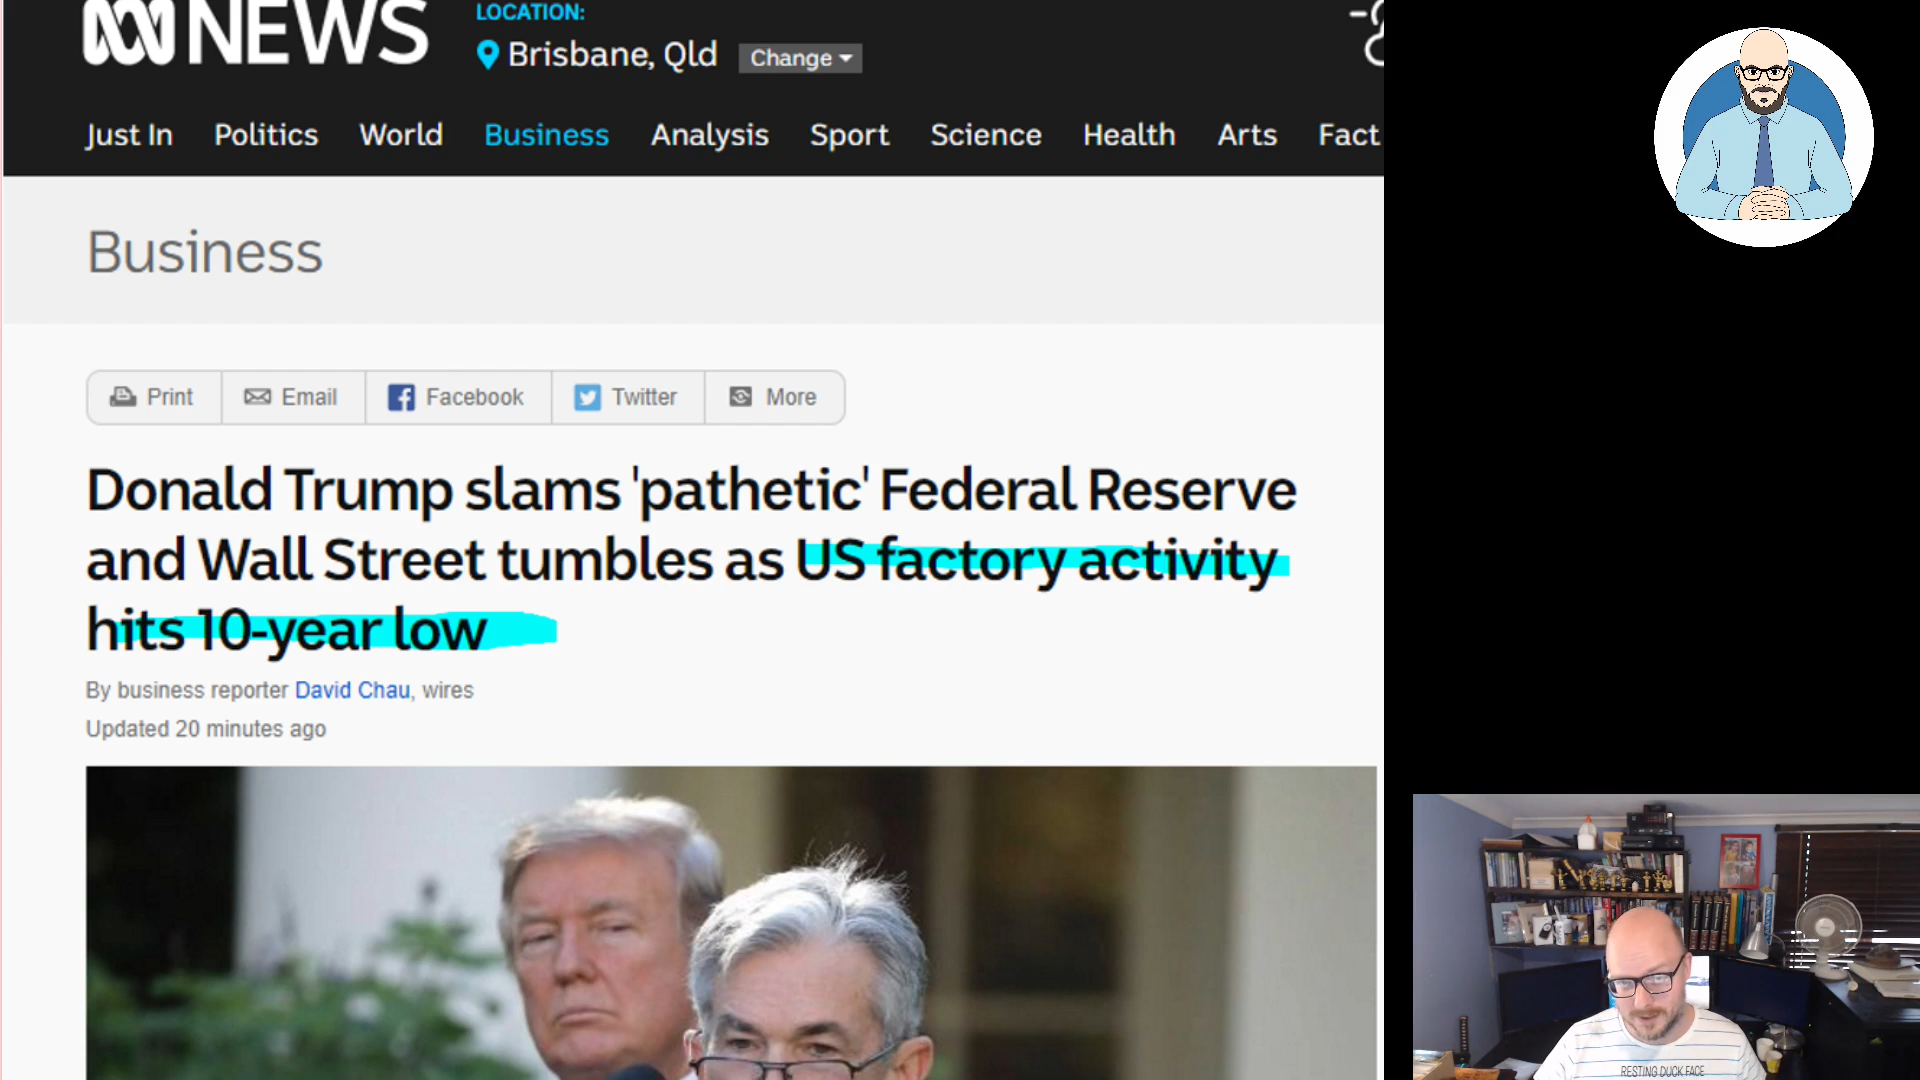 NEWS
LOCATION:
Brisbane, Qld
Change
Just In Politics World Business Analysis Sport Science Health Arts Fact
Business
Print Email Facebook Twitter More
Donald Trump slams 'pathetic' Federal Reserve
and Wall Street tumbles as US factory activity
hits 10-year low
By business reporter David Chau, wires
Updated 20 minutes ago
RESTING DUCK FACE